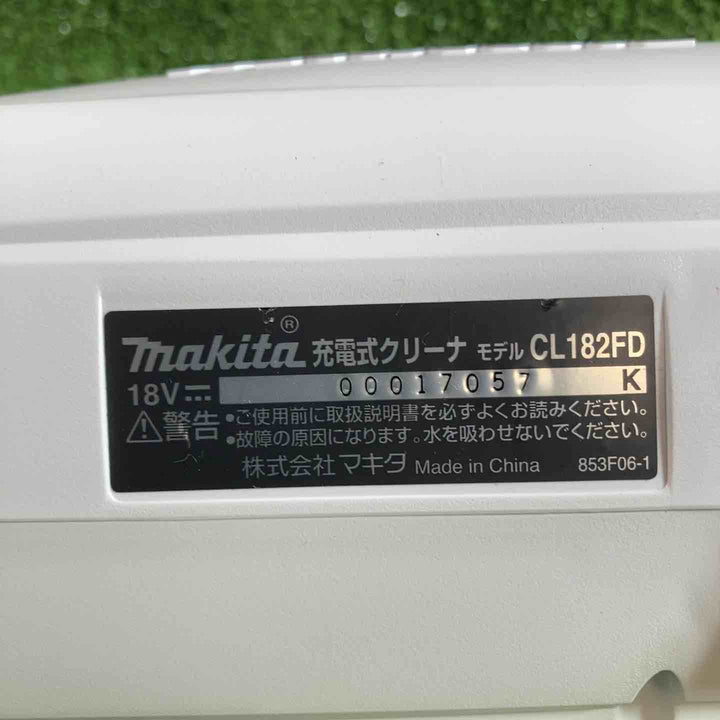 makita® 充電式クリーナ モデル CL182FD
18V⎓ 00017057 K
⚠警告 •ご使用前に取扱説明書を必ずよくお読みください。
•故障の原因になります。水を吸わせないでください。
株式会社マキタ Made in China 853F06-1